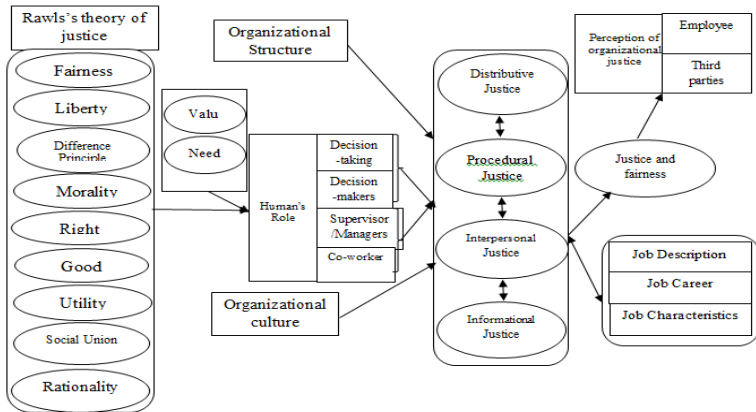 Rawls's theory of
justice
Fairness
Liberty
Difference
Principle
Morality
Right
Good
Utility
Social Union
Rationality
Valu
Need
Organizational
Structure
Human's
Role
Decision
-taking
Decision
-makers
Supervisor
/Managers
Co-worker
Organizational
culture
Distributive
Justice
Procedural
Justice
Interpersonal
Justice
Informational
Justice
Perception of
organizational
justice
Employee
Third
parties
Justice and
fairness
Job Description
Job Career
Job Characteristics